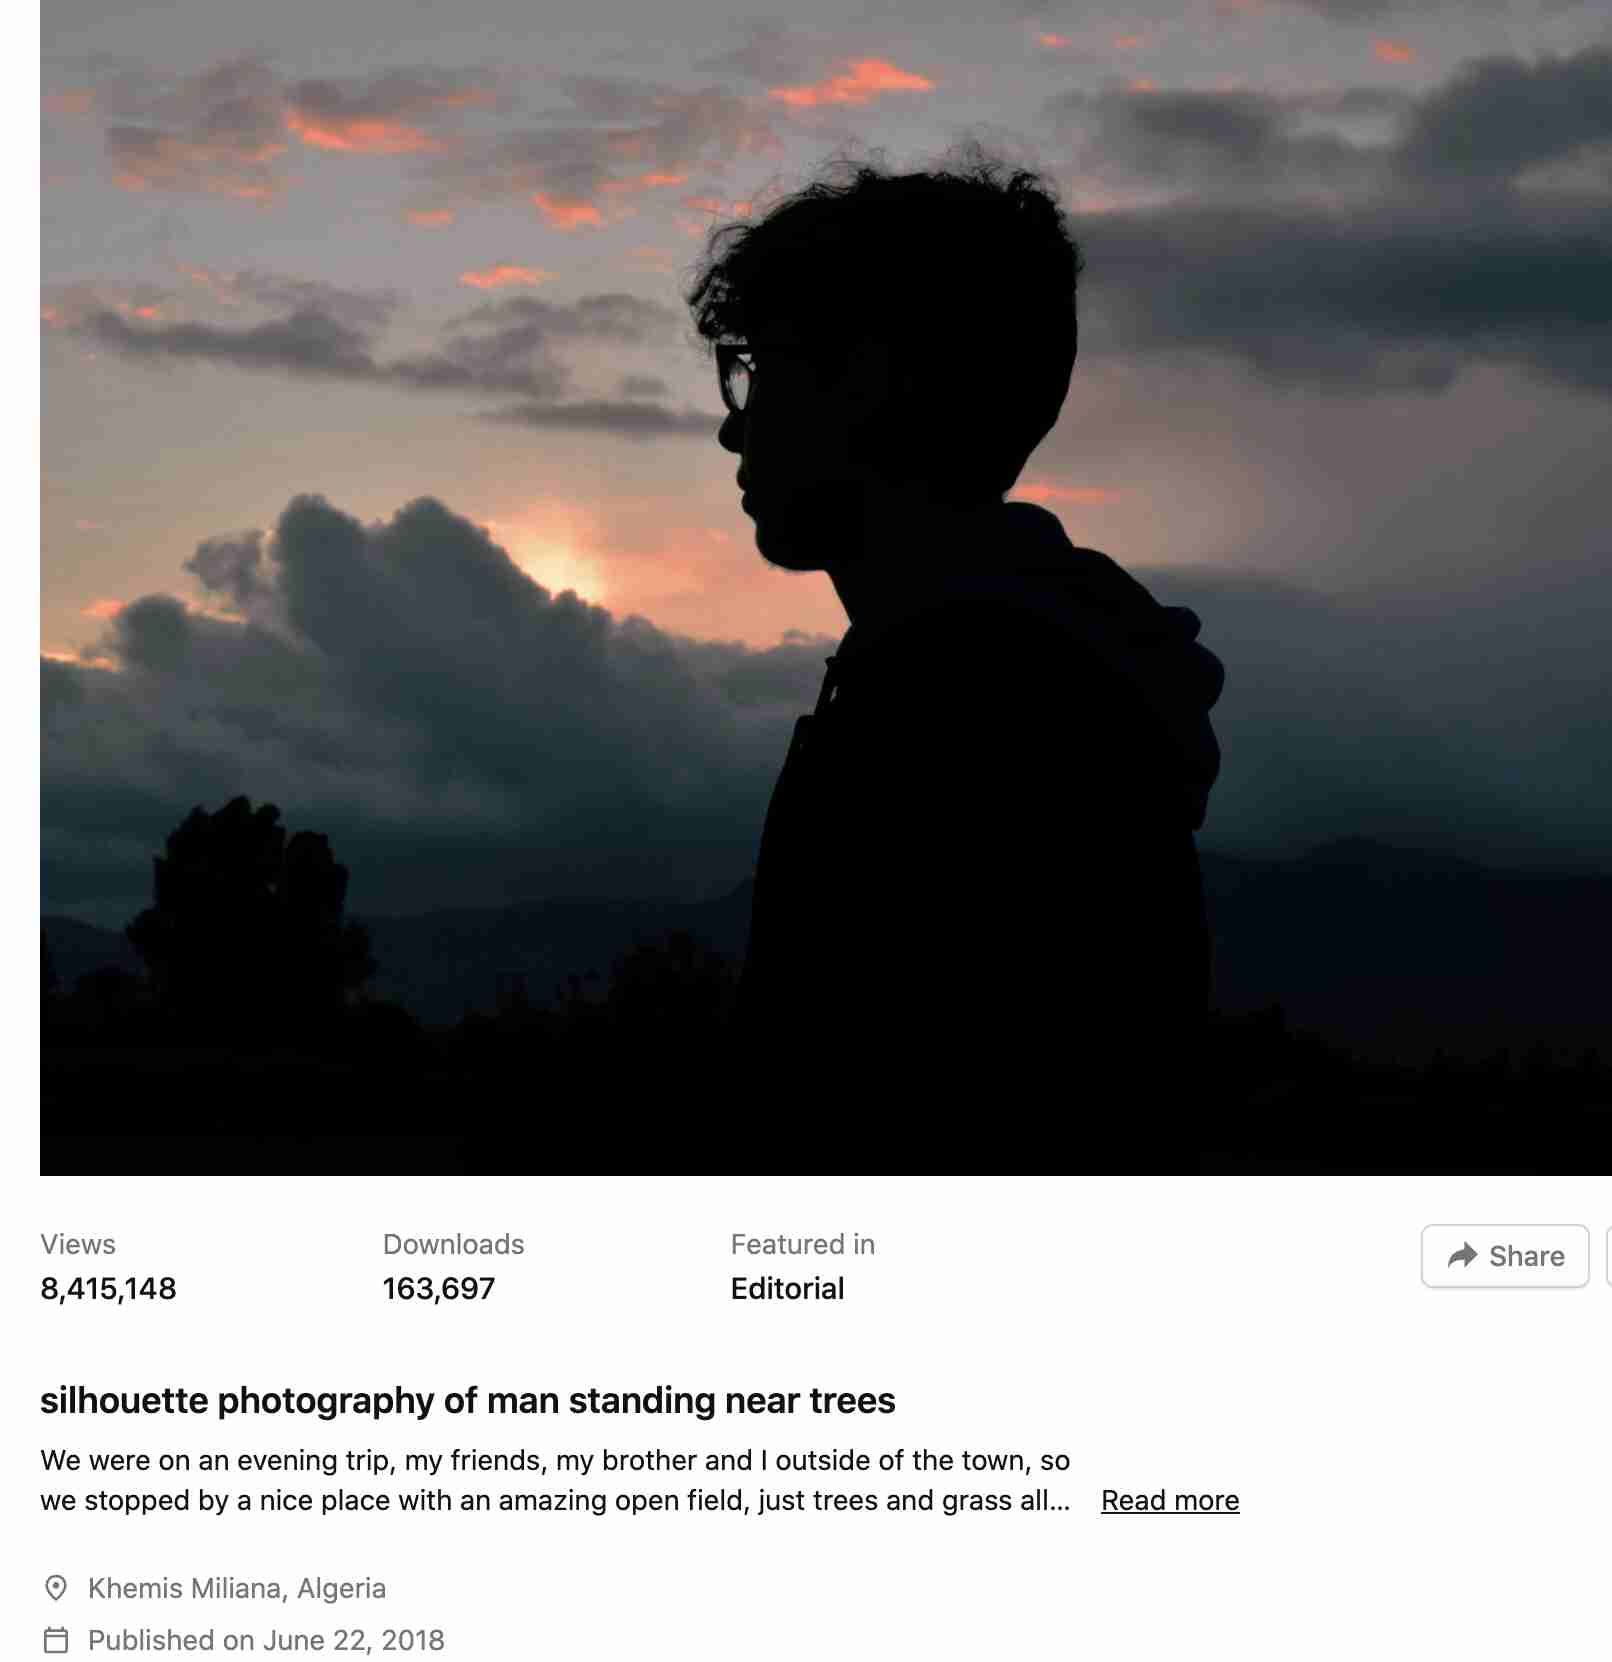 Views
8,415,148
Downloads
163,697
Featured in
Editorial
Share
silhouette photography of man standing near trees
We were on an evening trip, my friends, my brother and I outside of the town, so
we stopped by a nice place with an amazing open field, just trees and grass all... Read more
Khemis Miliana, Algeria
Published on June 22, 2018